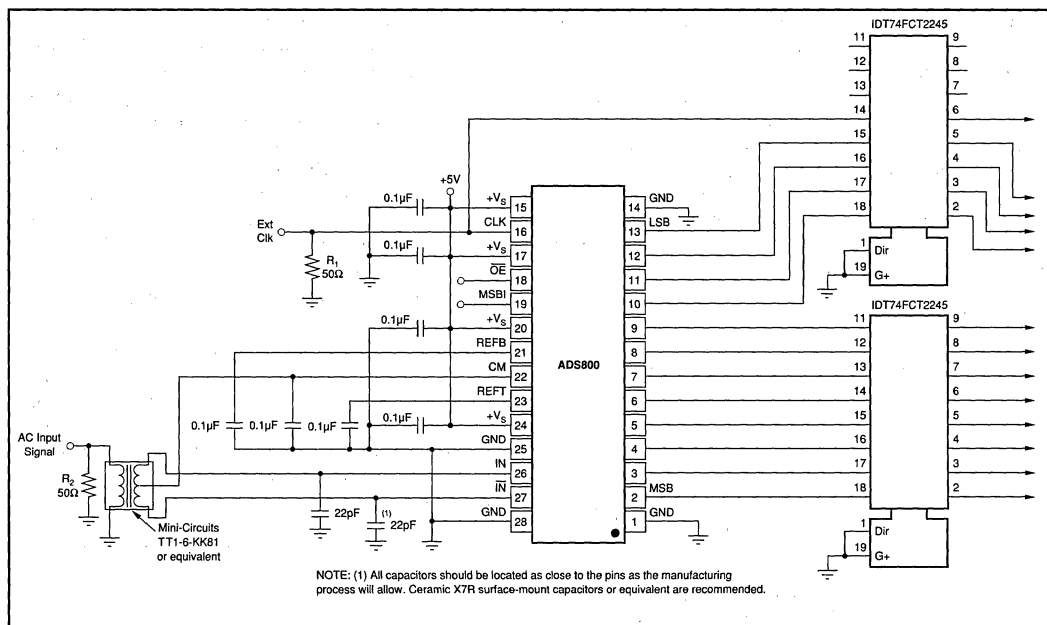 IDT74FCT2245
11 9
12 8
13 7
14 6
15 5
16 4
17 3
18 2
1 Dir
19 G+
+5V
0.1µF +VS 15 14 GND
Ext
Clk
CLK 16 13 LSB
0.1µF +VS 17 12
R1
50Ω
OE 18 11
MSBI 19 10
0.1µF +VS 20 9
REFB 21 8
CM 22 7
REFT 23 6
0.1µF +VS 24 5
0.1µF 0.1µF 0.1µF
GND 25 4
IN 26 3
IN 27 2 MSB
GND 28 1 GND
ADS800
AC Input
Signal
R2
50Ω
22pF
(1)
22pF
Mini-Circuits
TT1-6-KK81
or equivalent
IDT74FCT2245
11 9
12 8
13 7
14 6
15 5
16 4
17 3
18 2
1 Dir
19 G+
NOTE: (1) All capacitors should be located as close to the pins as the manufacturing
process will allow. Ceramic X7R surface-mount capacitors or equivalent are recommended.